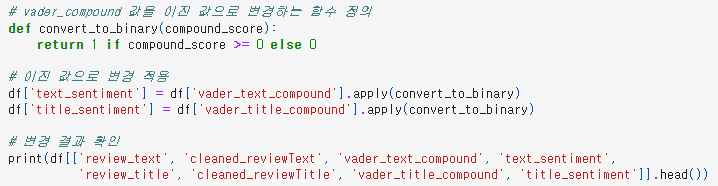 # vader_compound 값을 이진 값으로 변경하는 함수 정의
def convert_to_binary(compound_score):
    return 1 if compound_score >= 0 else 0

# 이진 값으로 변경 적용
df['text_sentiment'] = df['vader_text_compound'].apply(convert_to_binary)
df['title_sentiment'] = df['vader_title_compound'].apply(convert_to_binary)

# 변경 결과 확인
print(df[['review_text', 'cleaned_reviewText', 'vader_text_compound', 'text_sentiment',
          'review_title', 'cleaned_reviewTitle', 'vader_title_compound', 'title_sentiment']].head())